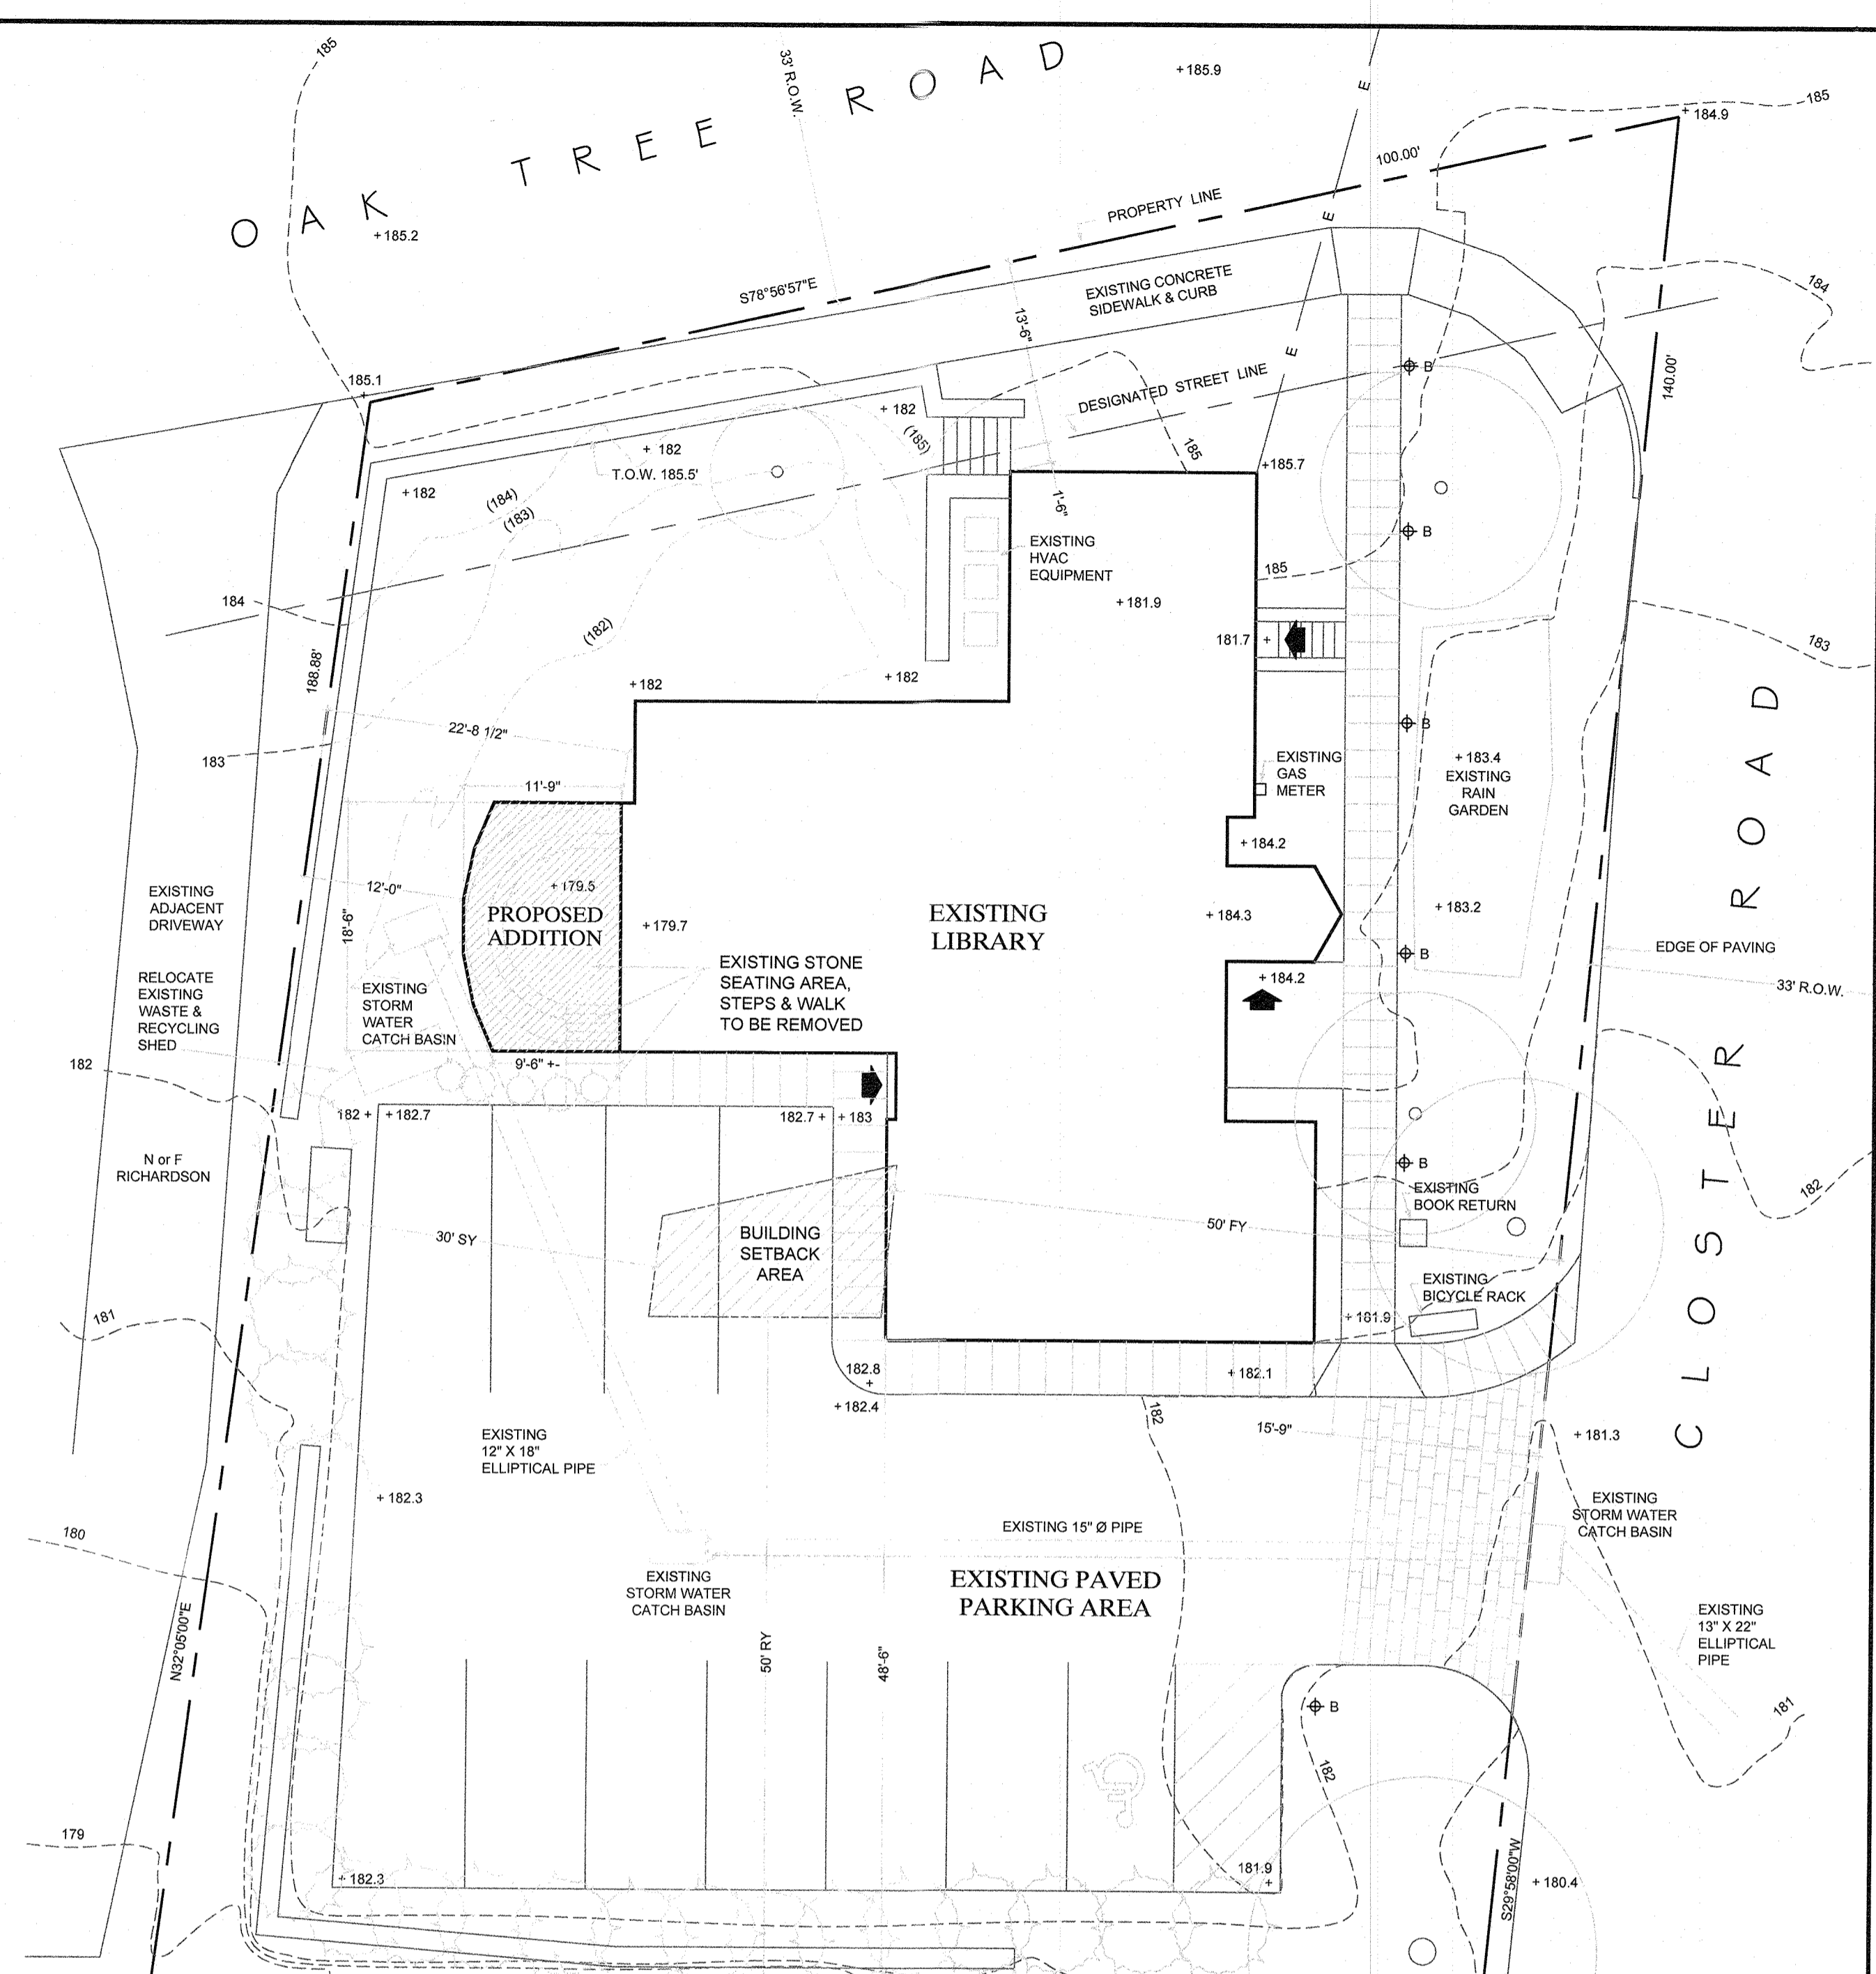 185
33' R.O.W.
OAK TREE ROAD
+185.9
E
185
+ 184.9
100.00'
+185.2
PROPERTY LINE
E
184
S78°56'57"E
EXISTING CONCRETE
SIDEWALK & CURB
13'-6"
E
140.00'
185.1
+
DESIGNATED STREET LINE
B
+ 182
(185)
+ 182
T.O.W. 185.5'
185
+185.7
+ 182
(184)
(183)
1'-6"
B
EXISTING
HVAC
EQUIPMENT
185
184
+ 181.9
(182)
181.7 +
183
188.88'
+ 182
+ 182
22'-8 1/2"
B
183
EXISTING
GAS
METER
+ 183.4
EXISTING
RAIN
GARDEN
11'-9"
+ 184.2
EXISTING
ADJACENT
DRIVEWAY
12'-0"
18'-6"
+ 179.5
PROPOSED
ADDITION
+ 179.7
EXISTING
LIBRARY
+ 184.3
+ 183.2
B
EDGE OF PAVING
33' R.O.W.
CLOSTER ROAD
RELOCATE
EXISTING
WASTE &
RECYCLING
SHED
EXISTING
STORM
WATER
CATCH BASIN
EXISTING STONE
SEATING AREA,
STEPS & WALK
TO BE REMOVED
+ 184.2
182
9'-6" +-
182 +
+ 182.7
182.7 +
+ 183
N or F
RICHARDSON
B
EXISTING
BOOK RETURN
182
30' SY
BUILDING
SETBACK
AREA
50' FY
EXISTING
BICYCLE RACK
181
+ 181.9
182.8
+
+ 182.1
+ 182.4
182
15'-9"
+ 181.3
EXISTING
12" X 18"
ELLIPTICAL PIPE
+ 182.3
EXISTING
STORM WATER
CATCH BASIN
180
EXISTING 15" Ø PIPE
EXISTING
STORM WATER
CATCH BASIN
EXISTING PAVED
PARKING AREA
EXISTING
13" X 22"
ELLIPTICAL
PIPE
N32°05'00"E
50' RY
48'-6"
B
181
182
179
+ 182.3
181.9
+
S29°58'00"W
+ 180.4